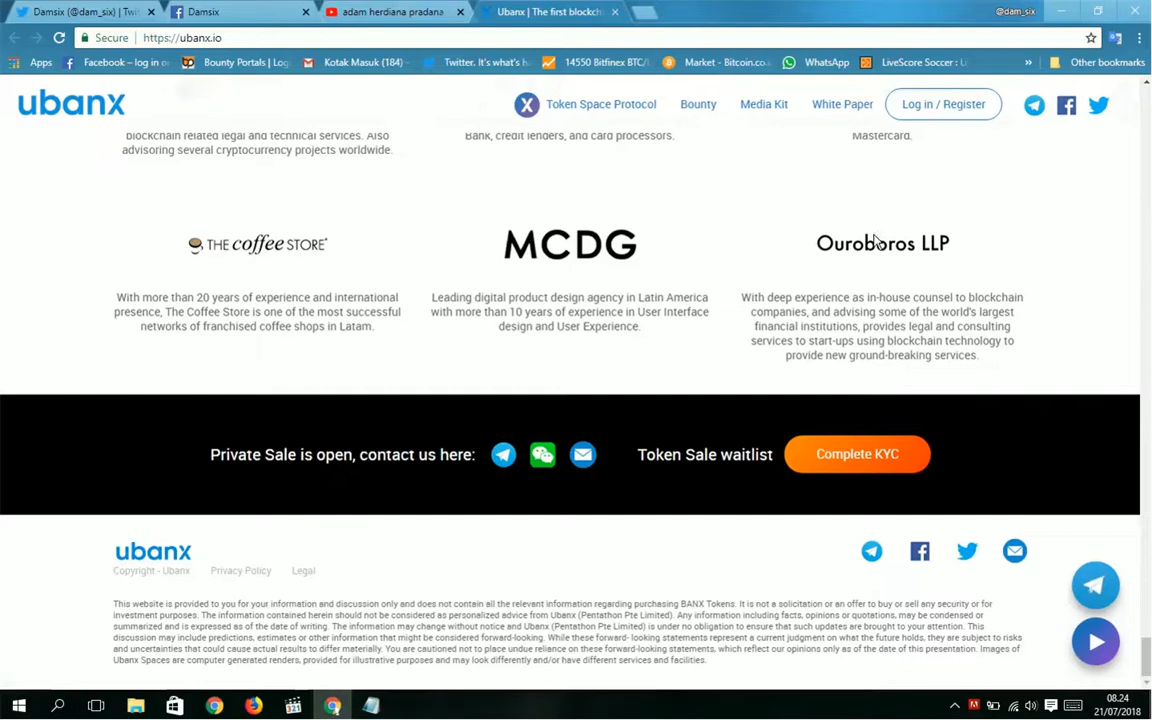 Damsix (@dam_six) | Twit
Damsix
adam herdiana pradana
Ubanx | The first blockch
@dam_six
Secure
https://ubanx.io
Apps
Facebook – log in o
Bounty Portals | Log
Kotak Masuk (184)
Twitter. It's what's h
14550 Bitfinex BTC/U
Market - Bitcoin.co
WhatsApp
LiveScore Soccer : L
»
Other bookmarks
ubanx
X Token Space Protocol
Bounty
Media Kit
White Paper
Log in / Register
blockchain related legal and technical services. Also
advisoring several cryptocurrency projects worldwide.
Bank, credit lenders, and card processors.
Mastercard.
THE coffee STORE
With more than 20 years of experience and international
presence, The Coffee Store is one of the most successful
networks of franchised coffee shops in Latam.
MCDG
Leading digital product design agency in Latin America
with more than 10 years of experience in User Interface
design and User Experience.
Ouroboros LLP
With deep experience as in-house counsel to blockchain
companies, and advising some of the world's largest
financial institutions, provides legal and consulting
services to start-ups using blockchain technology to
provide new ground-breaking services.
Private Sale is open, contact us here:
Token Sale waitlist
Complete KYC
ubanx
Copyright - Ubanx
Privacy Policy
Legal
This website is provided to you for your information and discussion only and does not contain all the relevant information regarding purchasing BANX Tokens. It is not a solicitation or an offer to buy or sell any security or for
investment purposes. The information contained herein should not be considered as personalized advice from Ubanx (Pentathon Pte Limited). Any information including facts, opinions or quotations, may be condensed or
summarized and is expressed as of the date of writing. The information may change without notice and Ubanx (Pentathon Pte Limited) is under no obligation to ensure that such updates are brought to your attention. This
discussion may include predictions, estimates or other information that might be considered forward-looking. While these forward- looking statements represent a current judgment on what the future holds, they are subject to risks
and uncertainties that could cause actual results to differ materially. You are cautioned not to place undue reliance on these forward-looking statements, which reflect our opinions only as of the date of this presentation. Images of
Ubanx Spaces are computer generated renders, provided for illustrative purposes and may look differently and/or have different services and facilities.
08.24
21/07/2018